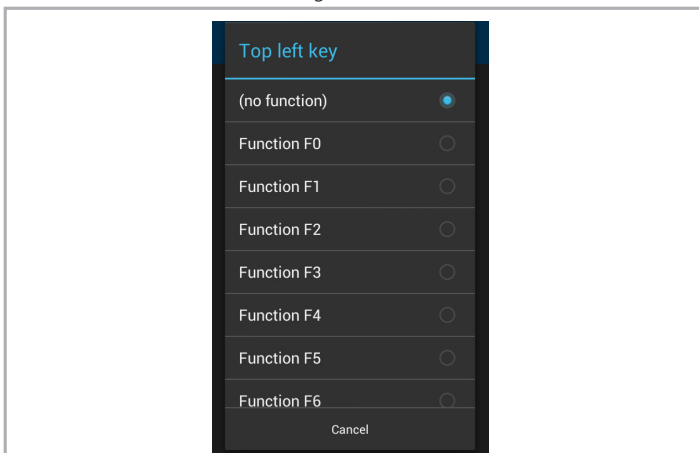 Top left key
(no function)
Function F0
Function F1
Function F2
Function F3
Function F4
Function F5
Function F6
Cancel